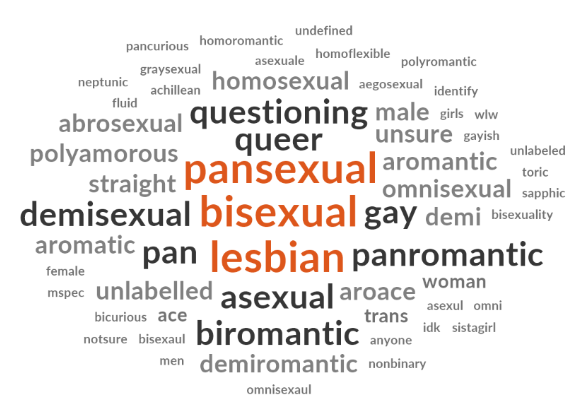 undefined
pancurious homoromantic
asexuale homoflexible
graysexual polyromantic
neptunic homosexual aegosexual
achillean identify
fluid questioning male girls wlw
abrosexual queer unsure gayish
polyamorous pansexual aromantic unlabeled
straight omnisexual toric
sapphic
demisexual bisexual gay demi bisexuality
aromatic pan lesbian panromantic
female
mspec unlabelled asexual aroace woman
asexul omni
bicurious ace trans
notsure bisexaul biromantic anyone idk sistagirl
men demiromantic nonbinary
omnisexaul